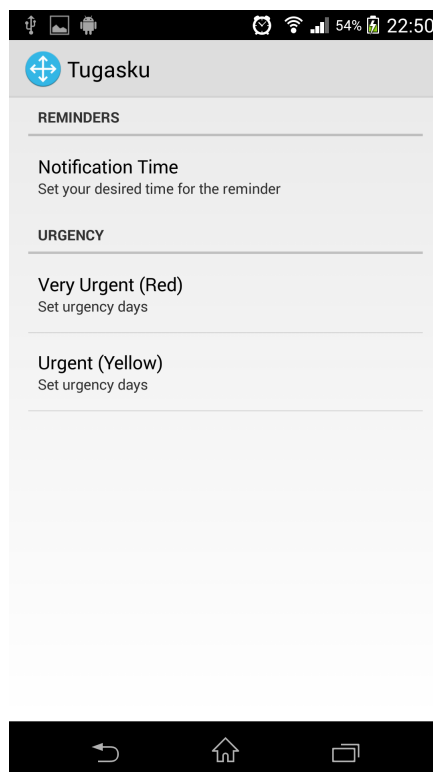 54% 22:50
Tugasku
REMINDERS
Notification Time
Set your desired time for the reminder
URGENCY
Very Urgent (Red)
Set urgency days
Urgent (Yellow)
Set urgency days